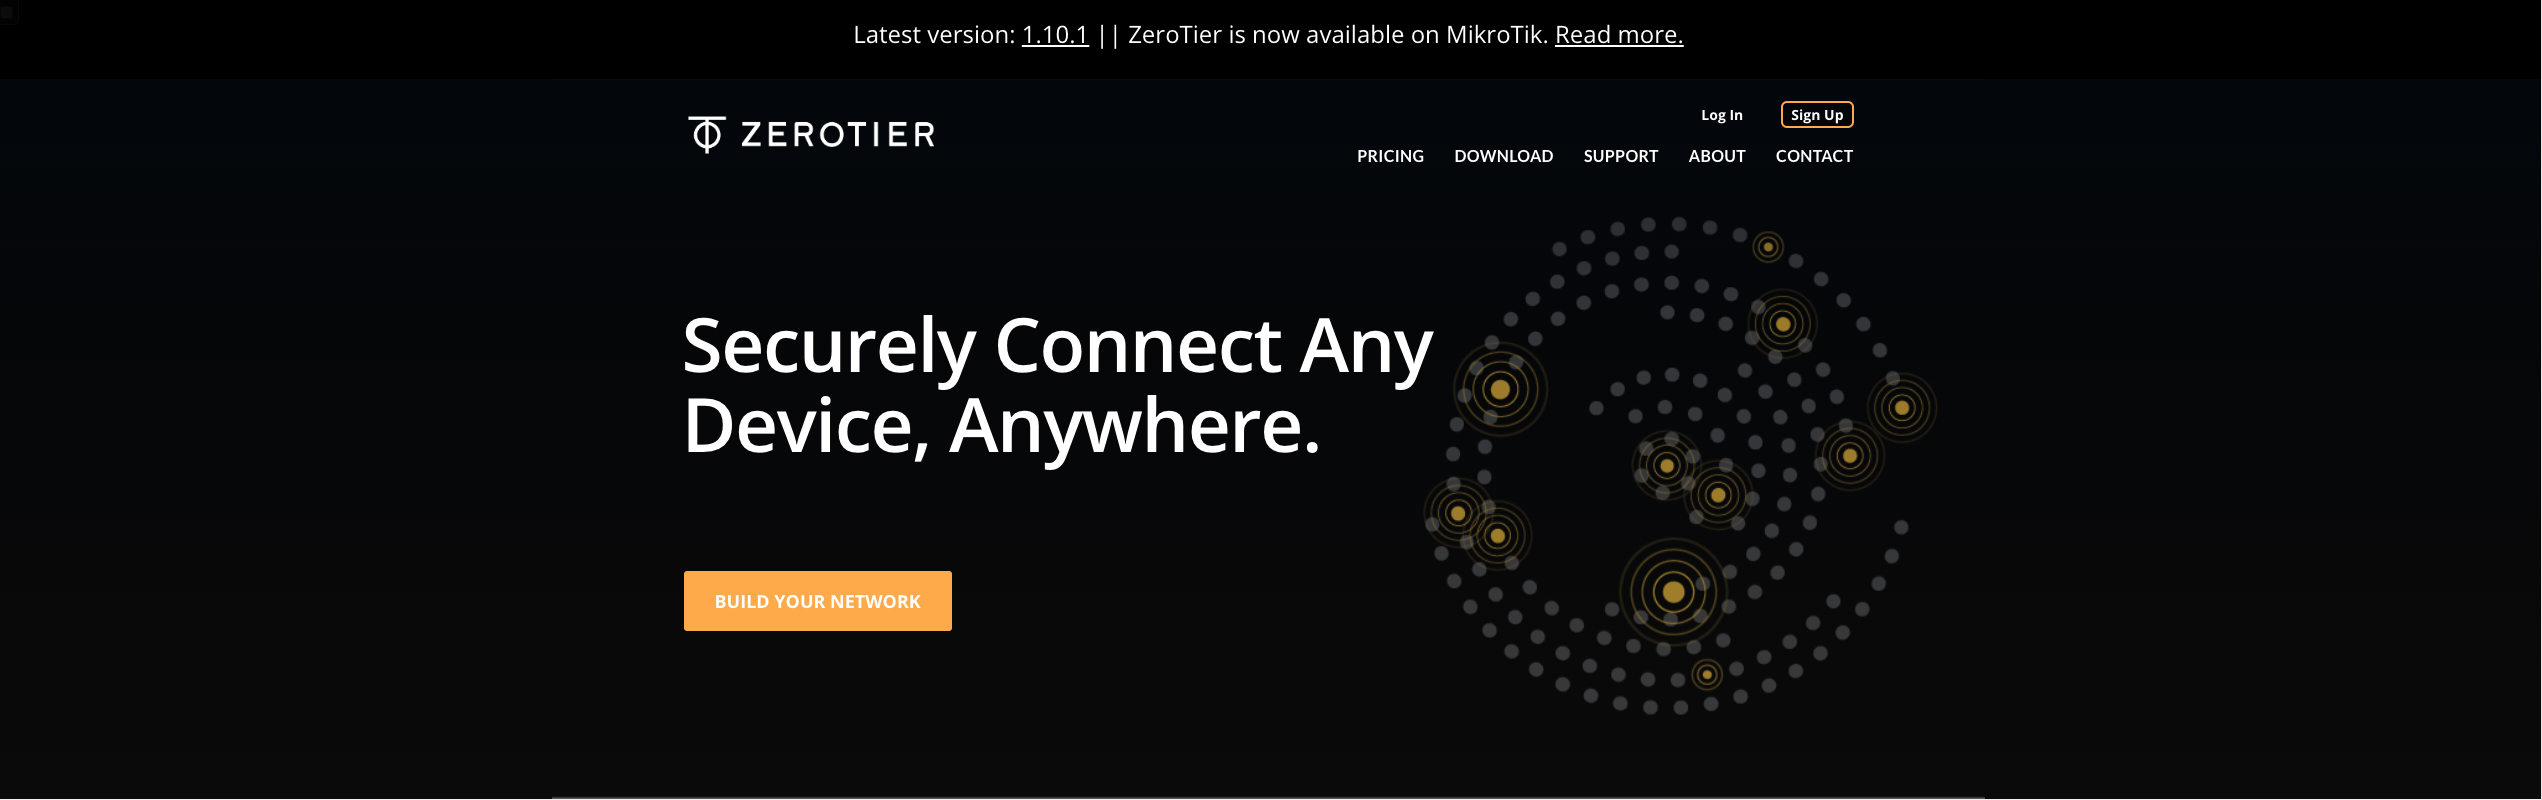 Latest version: 1.10.1 || ZeroTier is now available on MikroTik. Read more.
ZEROTIER
Log In
Sign Up
PRICING DOWNLOAD SUPPORT ABOUT CONTACT
Securely Connect Any
Device, Anywhere.
BUILD YOUR NETWORK